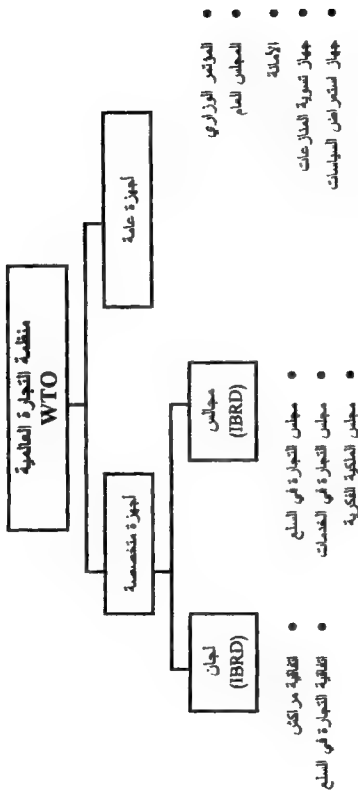 منظمة التجارة العالمية
WTO
أجهزة عامة
أجهزة متخصصة
• المؤتمر الوزاري
• المجلس العام
• الأمانة
• جهاز تسوية المنازعات
• جهاز استعراض السياسات
مجالس
(IBRD)
لجان
(IBRD)
• مجلس التجارة في السلع
• مجلس التجارة في الخدمات
• مجلس الملكية الفكرية
• اتفاقية مراكش
• اتفاقية التجارة في السلع